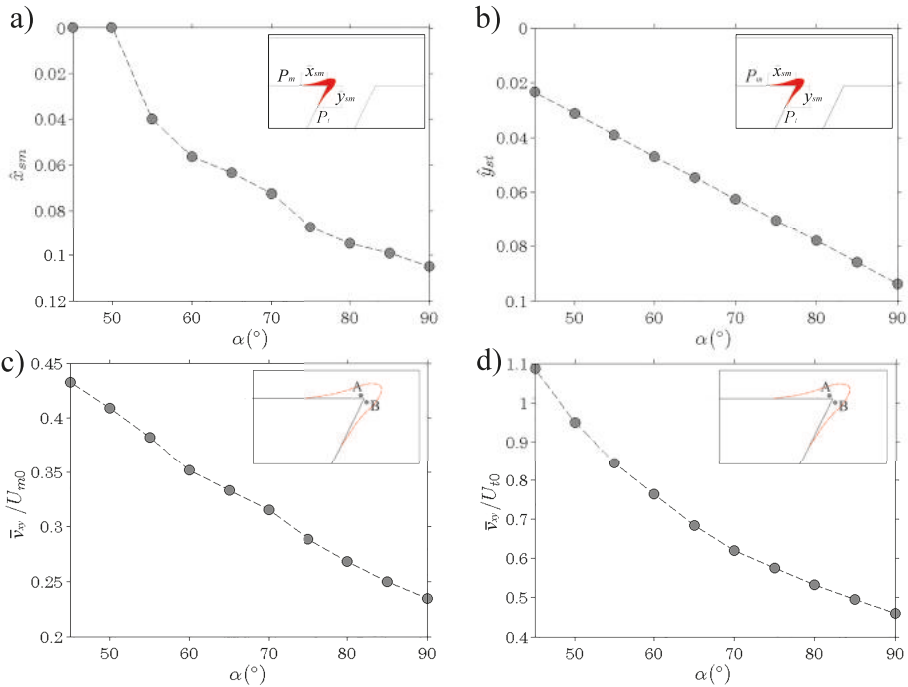 a)
0
0.02
0.04
0.06
0.08
0.1
0.12
x̂sm
50 60 70 80 90
α(°)
Pm
xsm
ysm
Pt
b)
0
0.02
0.04
0.06
0.08
0.1
ŷst
50 60 70 80 90
α(°)
Pm
xsm
ysm
Pt
c)
0.45
0.4
0.35
0.3
0.25
0.2
v̄xy/Um0
50 60 70 80 90
α(°)
A
B
d)
1.1
1
0.9
0.8
0.7
0.6
0.5
0.4
v̄xy/Ut0
50 60 70 80 90
α(°)
A
B